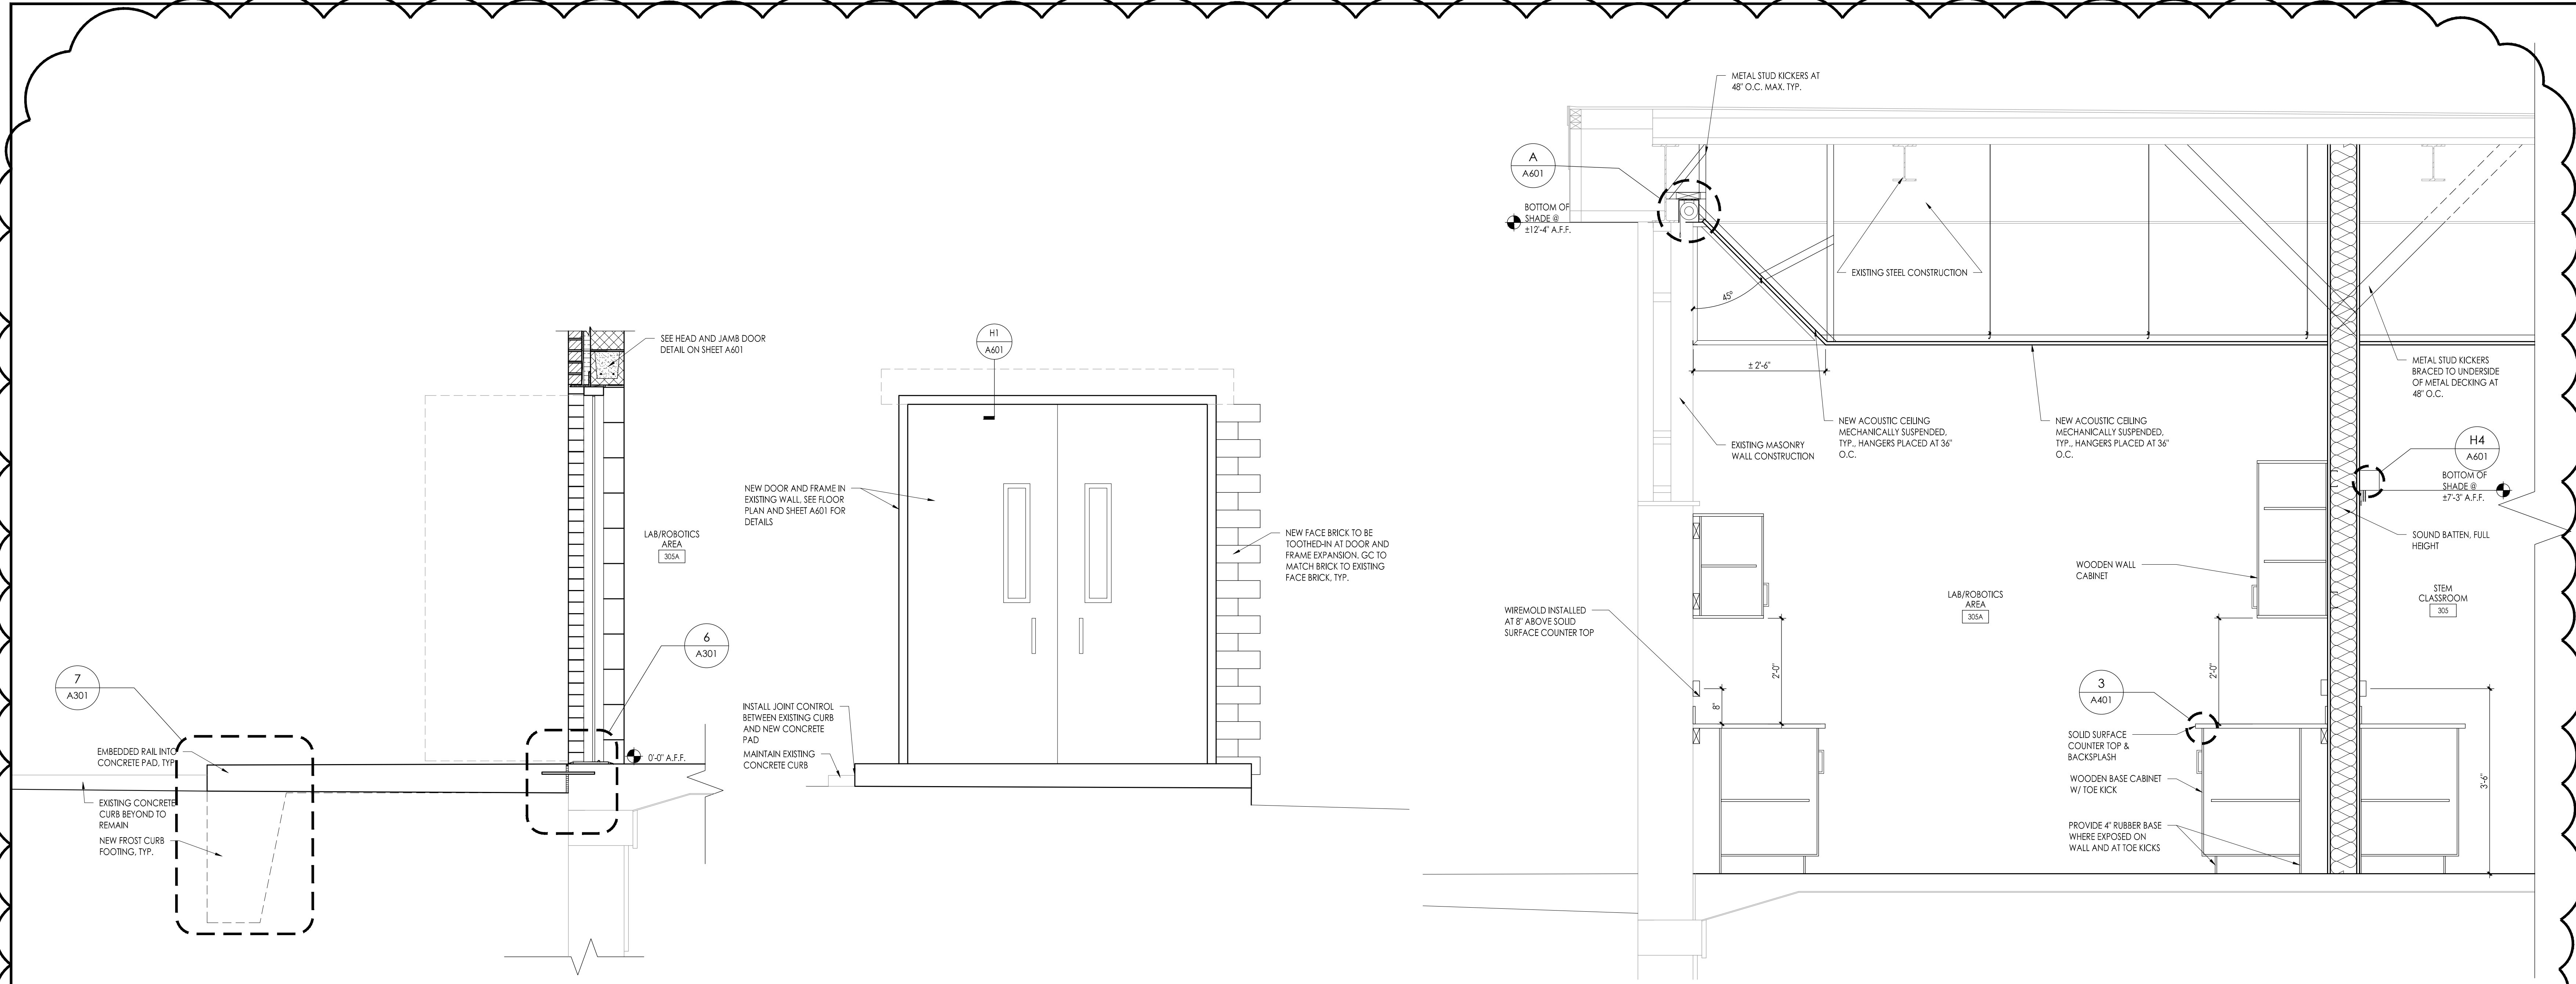 SEE HEAD AND JAMB DOOR
DETAIL ON SHEET A601
LAB/ROBOTICS
AREA
305A
6
A301
7
A301
EMBEDDED RAIL INTO
CONCRETE PAD, TYP.
0'-0" A.F.F.
EXISTING CONCRETE
CURB BEYOND TO
REMAIN
NEW FROST CURB
FOOTING, TYP.
H1
A601
NEW DOOR AND FRAME IN
EXISTING WALL, SEE FLOOR
PLAN AND SHEET A601 FOR
DETAILS
NEW FACE BRICK TO BE
TOOTHED-IN AT DOOR AND
FRAME EXPANSION, GC TO
MATCH BRICK TO EXISTING
FACE BRICK, TYP.
INSTALL JOINT CONTROL
BETWEEN EXISTING CURB
AND NEW CONCRETE
PAD
MAINTAIN EXISTING
CONCRETE CURB
METAL STUD KICKERS AT
48" O.C. MAX. TYP.
A
A601
BOTTOM OF
SHADE @
±12'-4" A.F.F.
EXISTING STEEL CONSTRUCTION
45°
± 2'-6"
EXISTING MASONRY
WALL CONSTRUCTION
NEW ACOUSTIC CEILING
MECHANICALLY SUSPENDED,
TYP., HANGERS PLACED AT 36"
O.C.
NEW ACOUSTIC CEILING
MECHANICALLY SUSPENDED,
TYP., HANGERS PLACED AT 36"
O.C.
METAL STUD KICKERS
BRACED TO UNDERSIDE
OF METAL DECKING AT
48" O.C.
H4
A601
BOTTOM OF
SHADE @
±7'-3" A.F.F.
SOUND BATTEN, FULL
HEIGHT
WOODEN WALL
CABINET
LAB/ROBOTICS
AREA
305A
STEM
CLASSROOM
305
WIREMOLD INSTALLED
AT 8" ABOVE SOLID
SURFACE COUNTER TOP
2'-0"
8"
2'-0"
3
A401
SOLID SURFACE
COUNTER TOP &
BACKSPLASH
WOODEN BASE CABINET
W/ TOE KICK
3'-6"
PROVIDE 4" RUBBER BASE
WHERE EXPOSED ON
WALL AND AT TOE KICKS